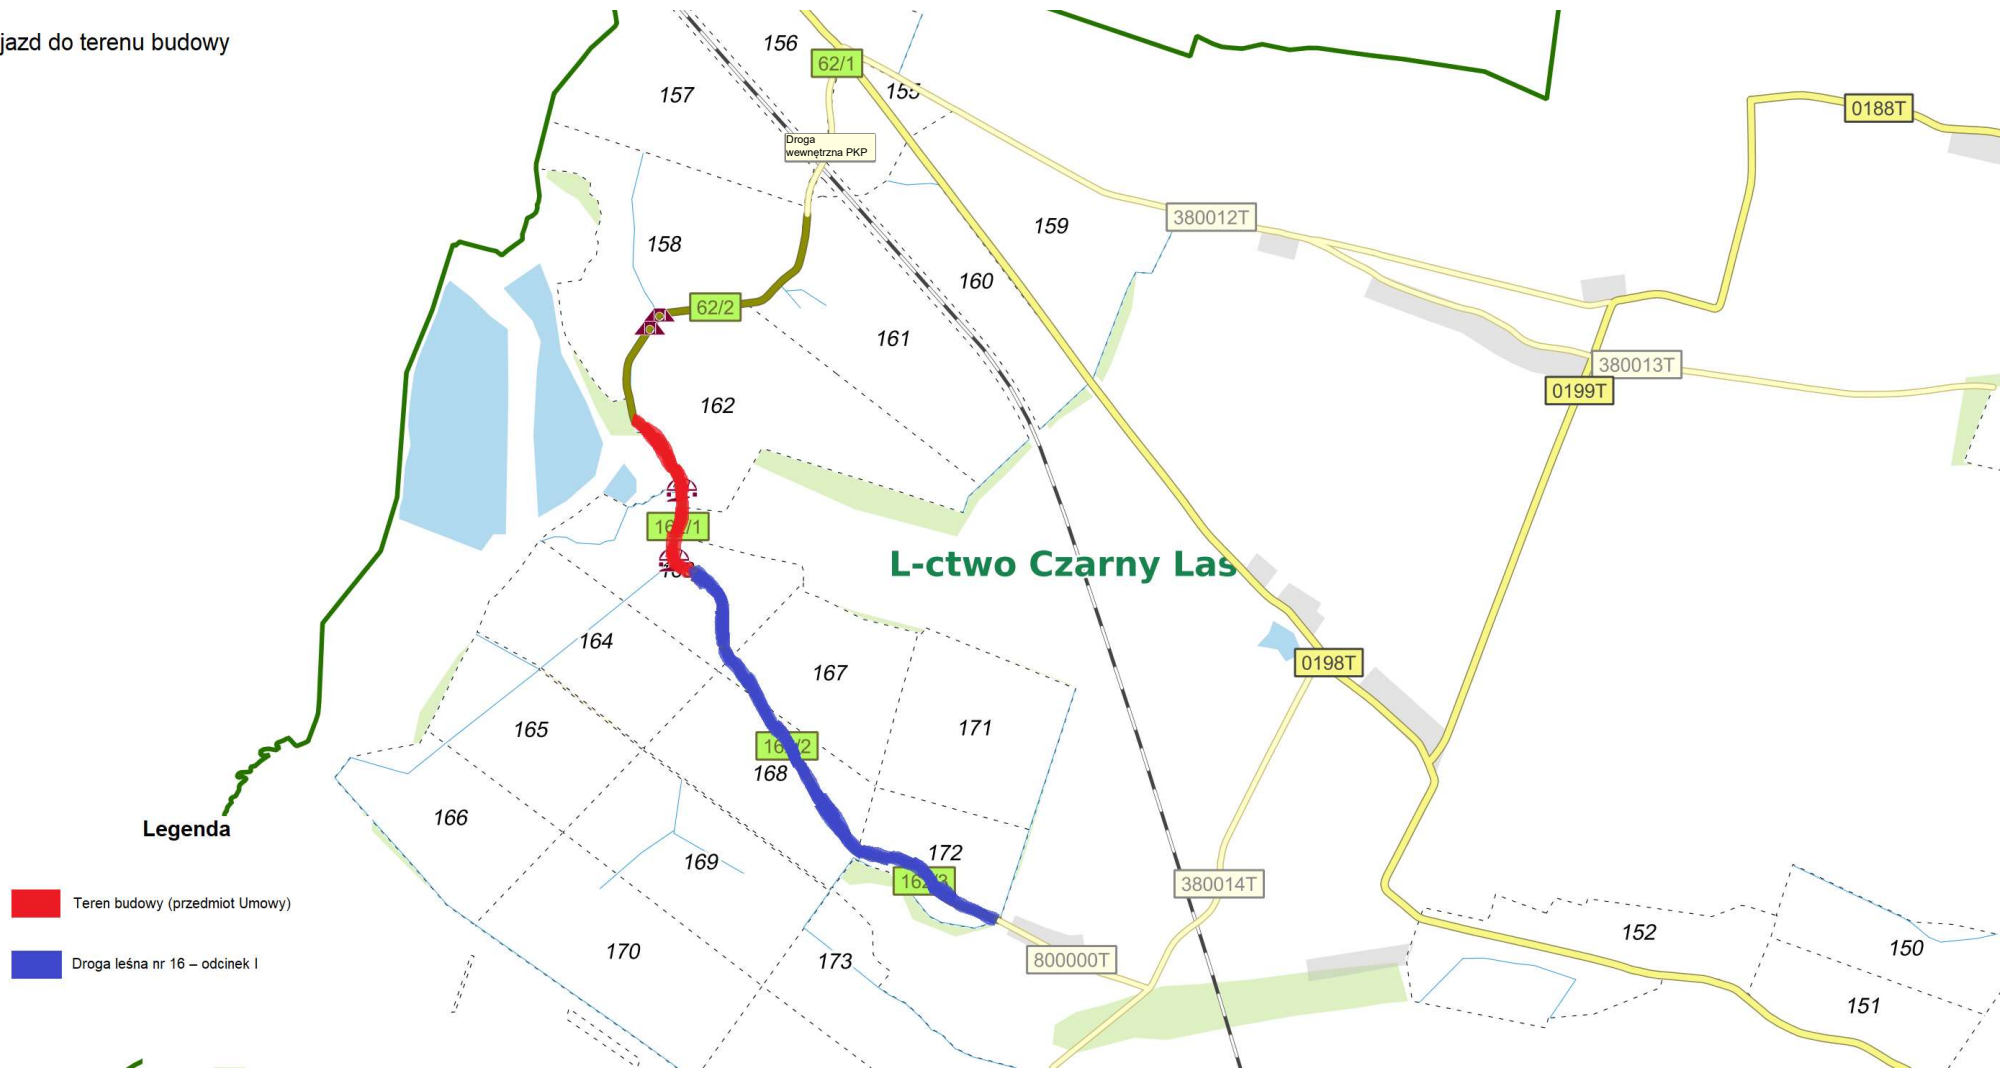 jazd do terenu budowy
156
62/1
157
155
0188T
Droga
wewnętrzna PKP
380012T
159
158
160
62/2
161
380013T
0199T
162
L-ctwo Czarny Las
164
0198T
167
165
171
168
166
Legenda
172
169
380014T
Teren budowy (przedmiot Umowy)
152
150
170
173
800000T
Droga leśna nr 16 – odcinek I
151